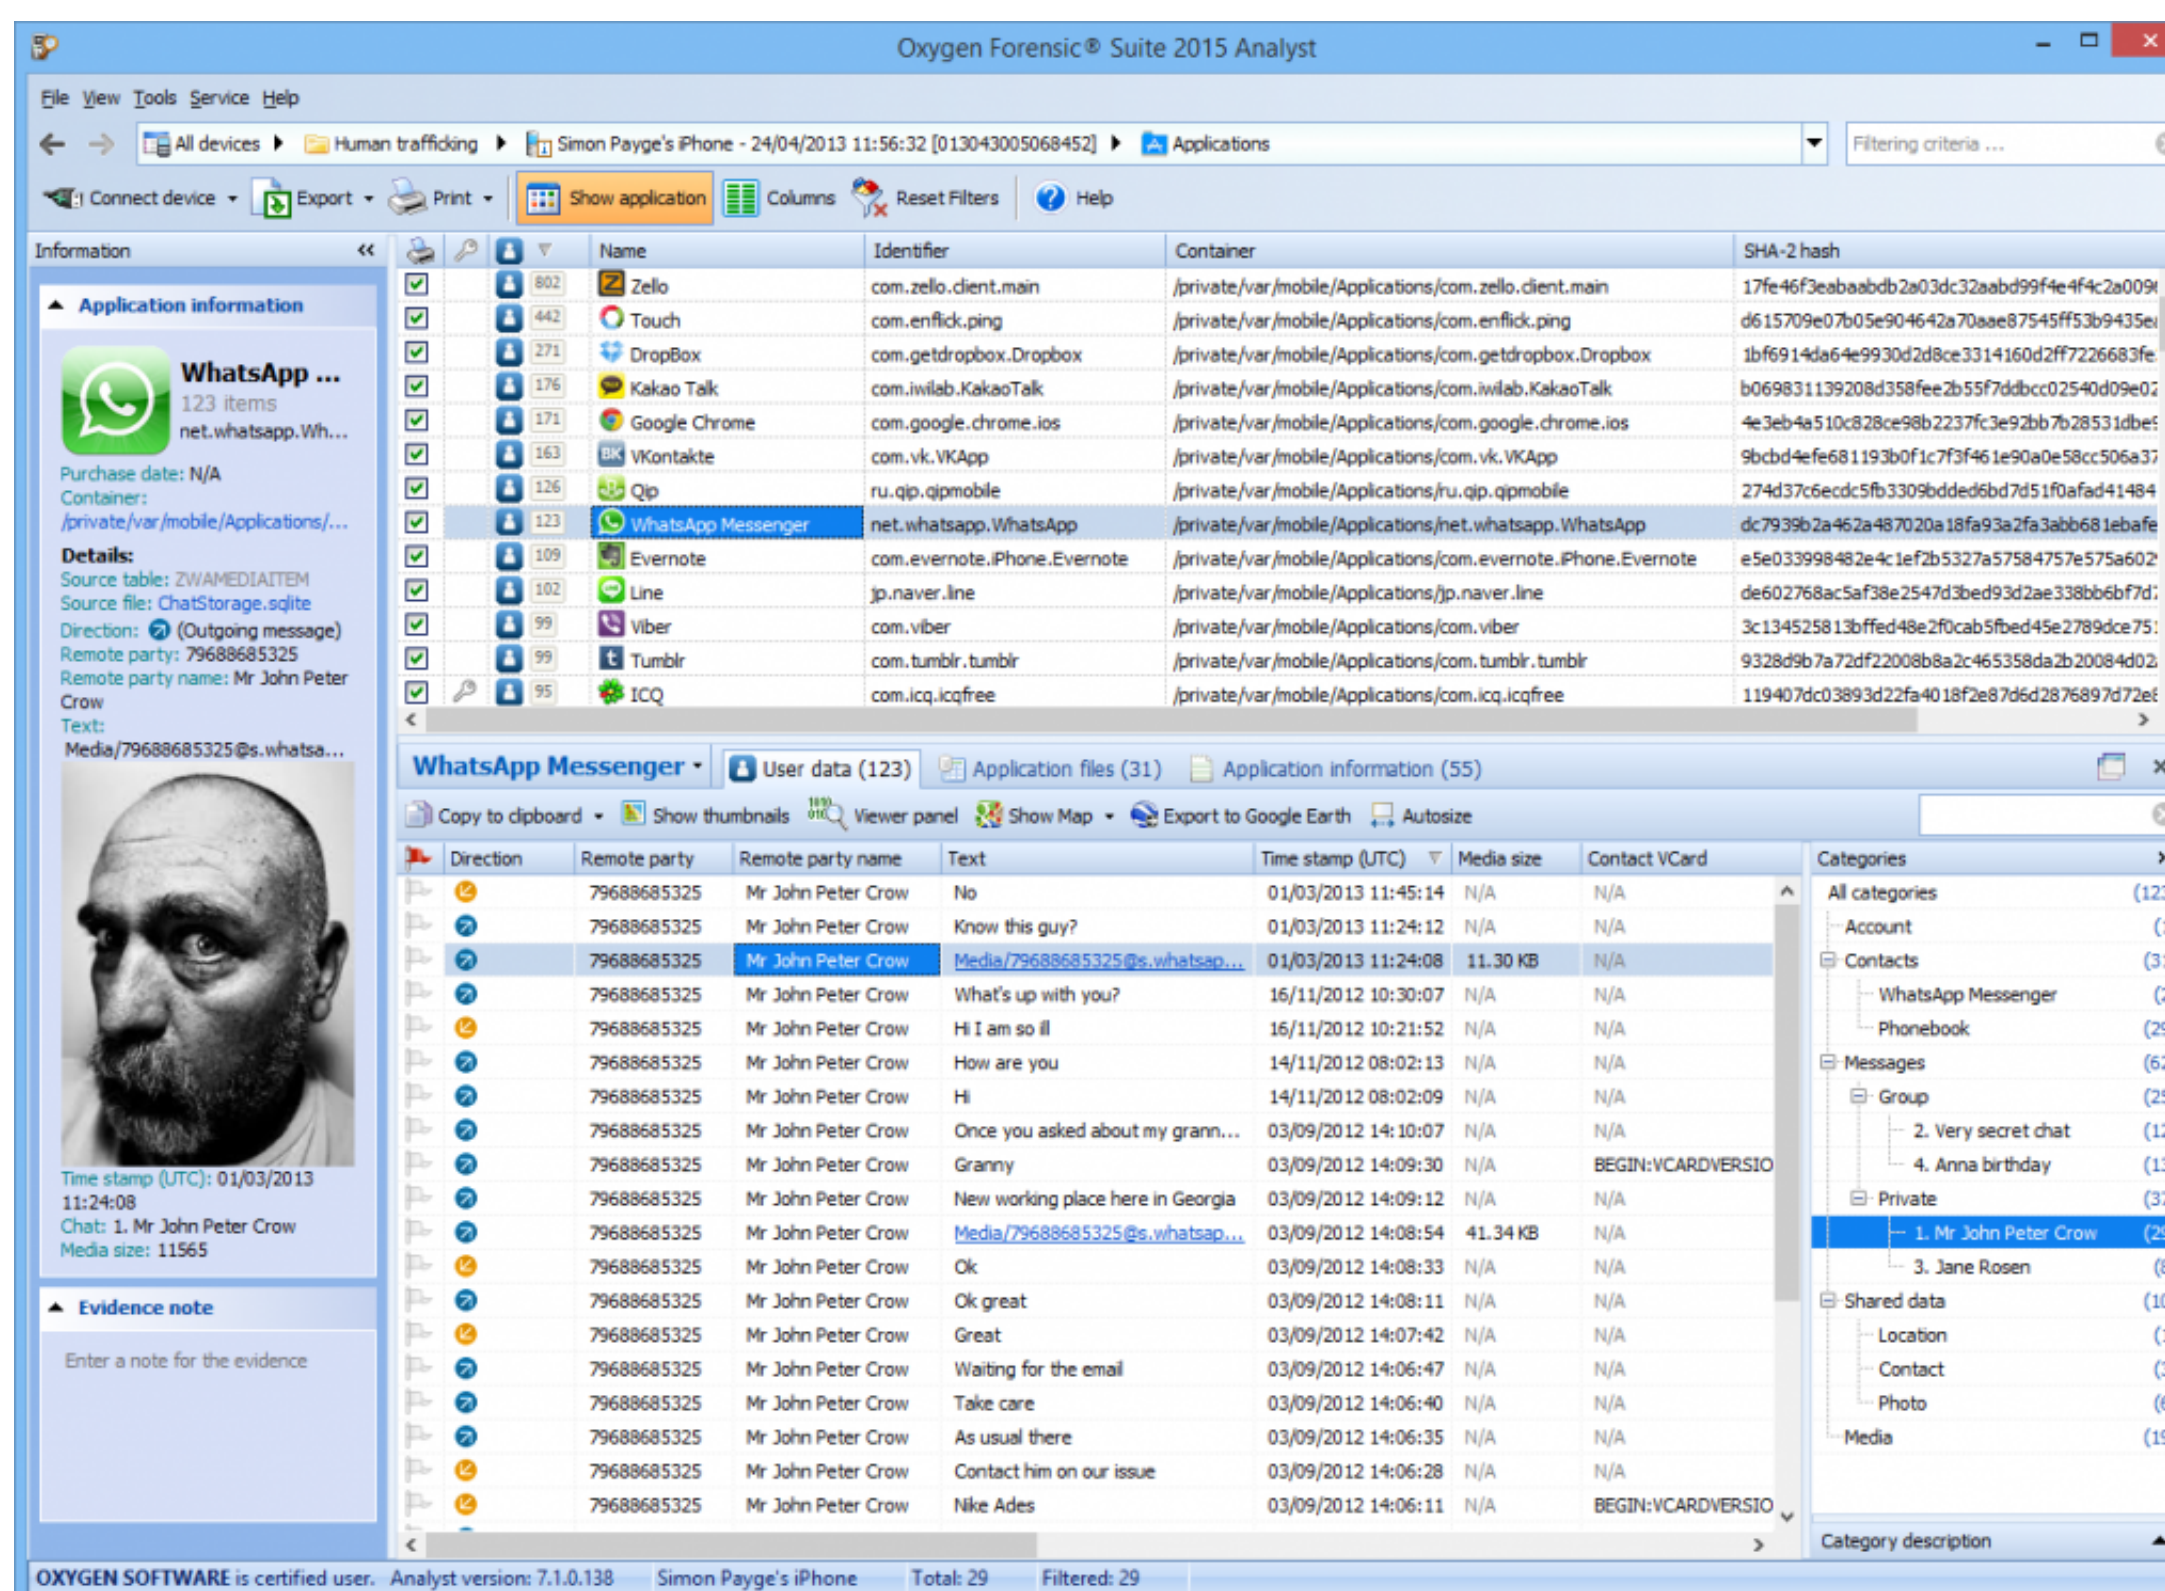 Oxygen Forensic® Suite 2015 Analyst
File View Tools Service Help
All devices Human trafficking Simon Payge's iPhone - 24/04/2013 11:56:32 [013043005068452] Applications Filtering criteria ...
Connect device Export Print Show application Columns Reset Filters Help
Information
Application information
WhatsApp ...
123 items
net.whatsapp.Wh...
Purchase date: N/A
Container:
/private/var/mobile/Applications/...
Details:
Source table: ZWAMEDIAITEM
Source file: ChatStorage.sqlite
Direction: (Outgoing message)
Remote party: 79688685325
Remote party name: Mr John Peter
Crow
Text:
Media/79688685325@s.whatsa...
Time stamp (UTC): 01/03/2013
11:24:08
Chat: 1. Mr John Peter Crow
Media size: 11565
Evidence note
Enter a note for the evidence
Name Identifier Container SHA-2 hash
802 Zello com.zello.client.main /private/var/mobile/Applications/com.zello.client.main
442 Touch com.enflick.ping /private/var/mobile/Applications/com.enflick.ping
271 DropBox com.getdropbox.Dropbox /private/var/mobile/Applications/com.getdropbox.Dropbox
176 Kakao Talk com.iwilab.KakaoTalk /private/var/mobile/Applications/com.iwilab.KakaoTalk
171 Google Chrome com.google.chrome.ios /private/var/mobile/Applications/com.google.chrome.ios
163 VKontakte com.vk.VKApp /private/var/mobile/Applications/com.vk.VKApp
126 Qip ru.qip.qipmobile /private/var/mobile/Applications/ru.qip.qipmobile
123 WhatsApp Messenger net.whatsapp.WhatsApp /private/var/mobile/Applications/net.whatsapp.WhatsApp
109 Evernote com.evernote.iPhone.Evernote /private/var/mobile/Applications/com.evernote.iPhone.Evernote
102 Line jp.naver.line /private/var/mobile/Applications/jp.naver.line
99 Viber com.viber /private/var/mobile/Applications/com.viber
99 Tumblr com.tumblr.tumblr /private/var/mobile/Applications/com.tumblr.tumblr
95 ICQ com.icq.icqfree /private/var/mobile/Applications/com.icq.icqfree
WhatsApp Messenger User data (123) Application files (31) Application information (55)
Copy to clipboard Show thumbnails Viewer panel Show Map Export to Google Earth Autosize
Direction Remote party Remote party name Text Time stamp (UTC) Media size Contact VCard
79688685325 Mr John Peter Crow No 01/03/2013 11:45:14 N/A N/A
79688685325 Mr John Peter Crow Know this guy? 01/03/2013 11:24:12 N/A N/A
79688685325 Mr John Peter Crow Media/79688685325@s.whatsap... 01/03/2013 11:24:08 11.30 KB N/A
79688685325 Mr John Peter Crow What's up with you? 16/11/2012 10:30:07 N/A N/A
79688685325 Mr John Peter Crow Hi I am so ill 16/11/2012 10:21:52 N/A N/A
79688685325 Mr John Peter Crow How are you 14/11/2012 08:02:13 N/A N/A
79688685325 Mr John Peter Crow Hi 14/11/2012 08:02:09 N/A N/A
79688685325 Mr John Peter Crow Once you asked about my grann... 03/09/2012 14:10:07 N/A N/A
79688685325 Mr John Peter Crow Granny 03/09/2012 14:09:30 N/A BEGIN:VCARDVERSIO
79688685325 Mr John Peter Crow New working place here in Georgia 03/09/2012 14:09:12 N/A N/A
79688685325 Mr John Peter Crow Media/79688685325@s.whatsap... 03/09/2012 14:08:54 41.34 KB N/A
79688685325 Mr John Peter Crow Ok 03/09/2012 14:08:33 N/A N/A
79688685325 Mr John Peter Crow Ok great 03/09/2012 14:08:11 N/A N/A
79688685325 Mr John Peter Crow Great 03/09/2012 14:07:42 N/A N/A
79688685325 Mr John Peter Crow Waiting for the email 03/09/2012 14:06:47 N/A N/A
79688685325 Mr John Peter Crow Take care 03/09/2012 14:06:40 N/A N/A
79688685325 Mr John Peter Crow As usual there 03/09/2012 14:06:35 N/A N/A
79688685325 Mr John Peter Crow Contact him on our issue 03/09/2012 14:06:28 N/A N/A
79688685325 Mr John Peter Crow Nike Ades 03/09/2012 14:06:11 N/A BEGIN:VCARDVERSIO
Categories
All categories
Account
Contacts
WhatsApp Messenger
Phonebook
Messages
Group
2. Very secret chat
4. Anna birthday
Private
1. Mr John Peter Crow
3. Jane Rosen
Shared data
Location
Contact
Photo
Media
Category description
OXYGEN SOFTWARE is certified user. Analyst version: 7.1.0.138 Simon Payge's iPhone Total: 29 Filtered: 29